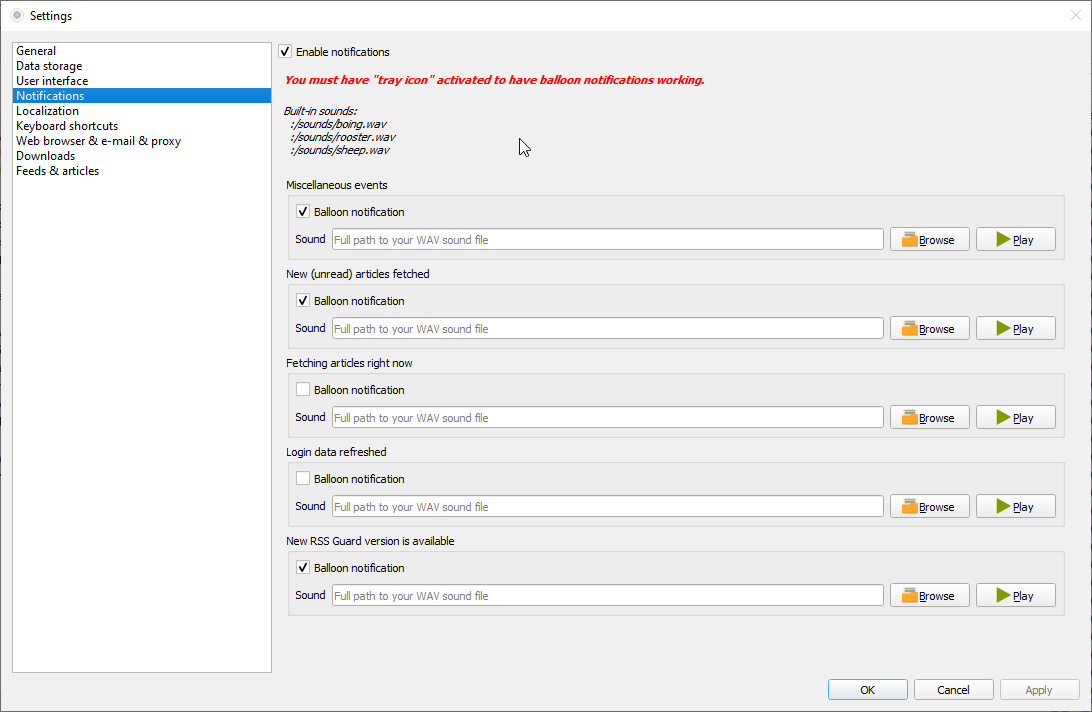 Settings
General
Data storage
User interface
Notifications
Localization
Keyboard shortcuts
Web browser & e-mail & proxy
Downloads
Feeds & articles
Enable notifications
You must have "tray icon" activated to have balloon notifications working.
Built-in sounds:
:/sounds/boing.wav
:/sounds/rooster.wav
:/sounds/sheep.wav
Miscellaneous events
Balloon notification
Sound Full path to your WAV sound file Browse Play
New (unread) articles fetched
Balloon notification
Sound Full path to your WAV sound file Browse Play
Fetching articles right now
Balloon notification
Sound Full path to your WAV sound file Browse Play
Login data refreshed
Balloon notification
Sound Full path to your WAV sound file Browse Play
New RSS Guard version is available
Balloon notification
Sound Full path to your WAV sound file Browse Play
OK Cancel Apply